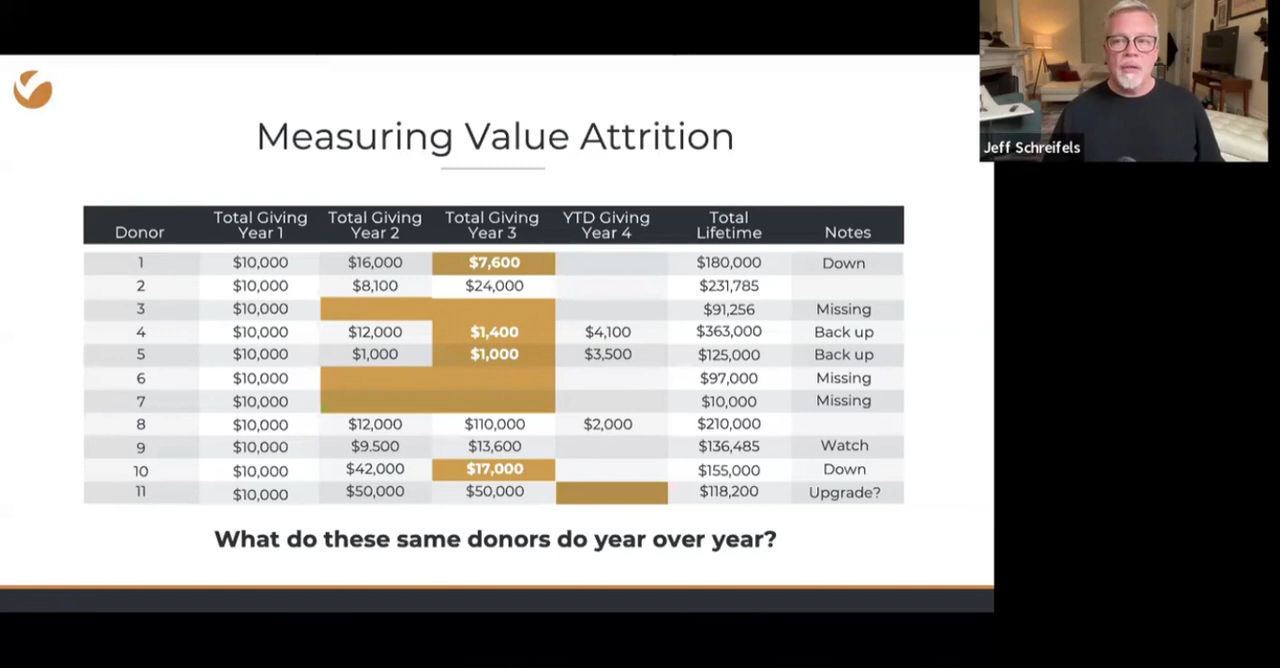 Jeff Schreifels
Measuring Value Attrition
Donor Total Giving Year 1 Total Giving Year 2 Total Giving Year 3 YTD Giving Year 4 Total Lifetime Notes
1 $10,000 $16,000 $7,600 $180,000 Down
2 $10,000 $8,100 $24,000 $231,785
3 $10,000 $91,256 Missing
4 $10,000 $12,000 $1,400 $4,100 $363,000 Back up
5 $10,000 $1,000 $1,000 $3,500 $125,000 Back up
6 $10,000 $97,000 Missing
7 $10,000 $10,000 Missing
8 $10,000 $12,000 $110,000 $2,000 $210,000
9 $10,000 $9.500 $13,600 $136,485 Watch
10 $10,000 $42,000 $17,000 $155,000 Down
11 $10,000 $50,000 $50,000 $118,200 Upgrade?
What do these same donors do year over year?